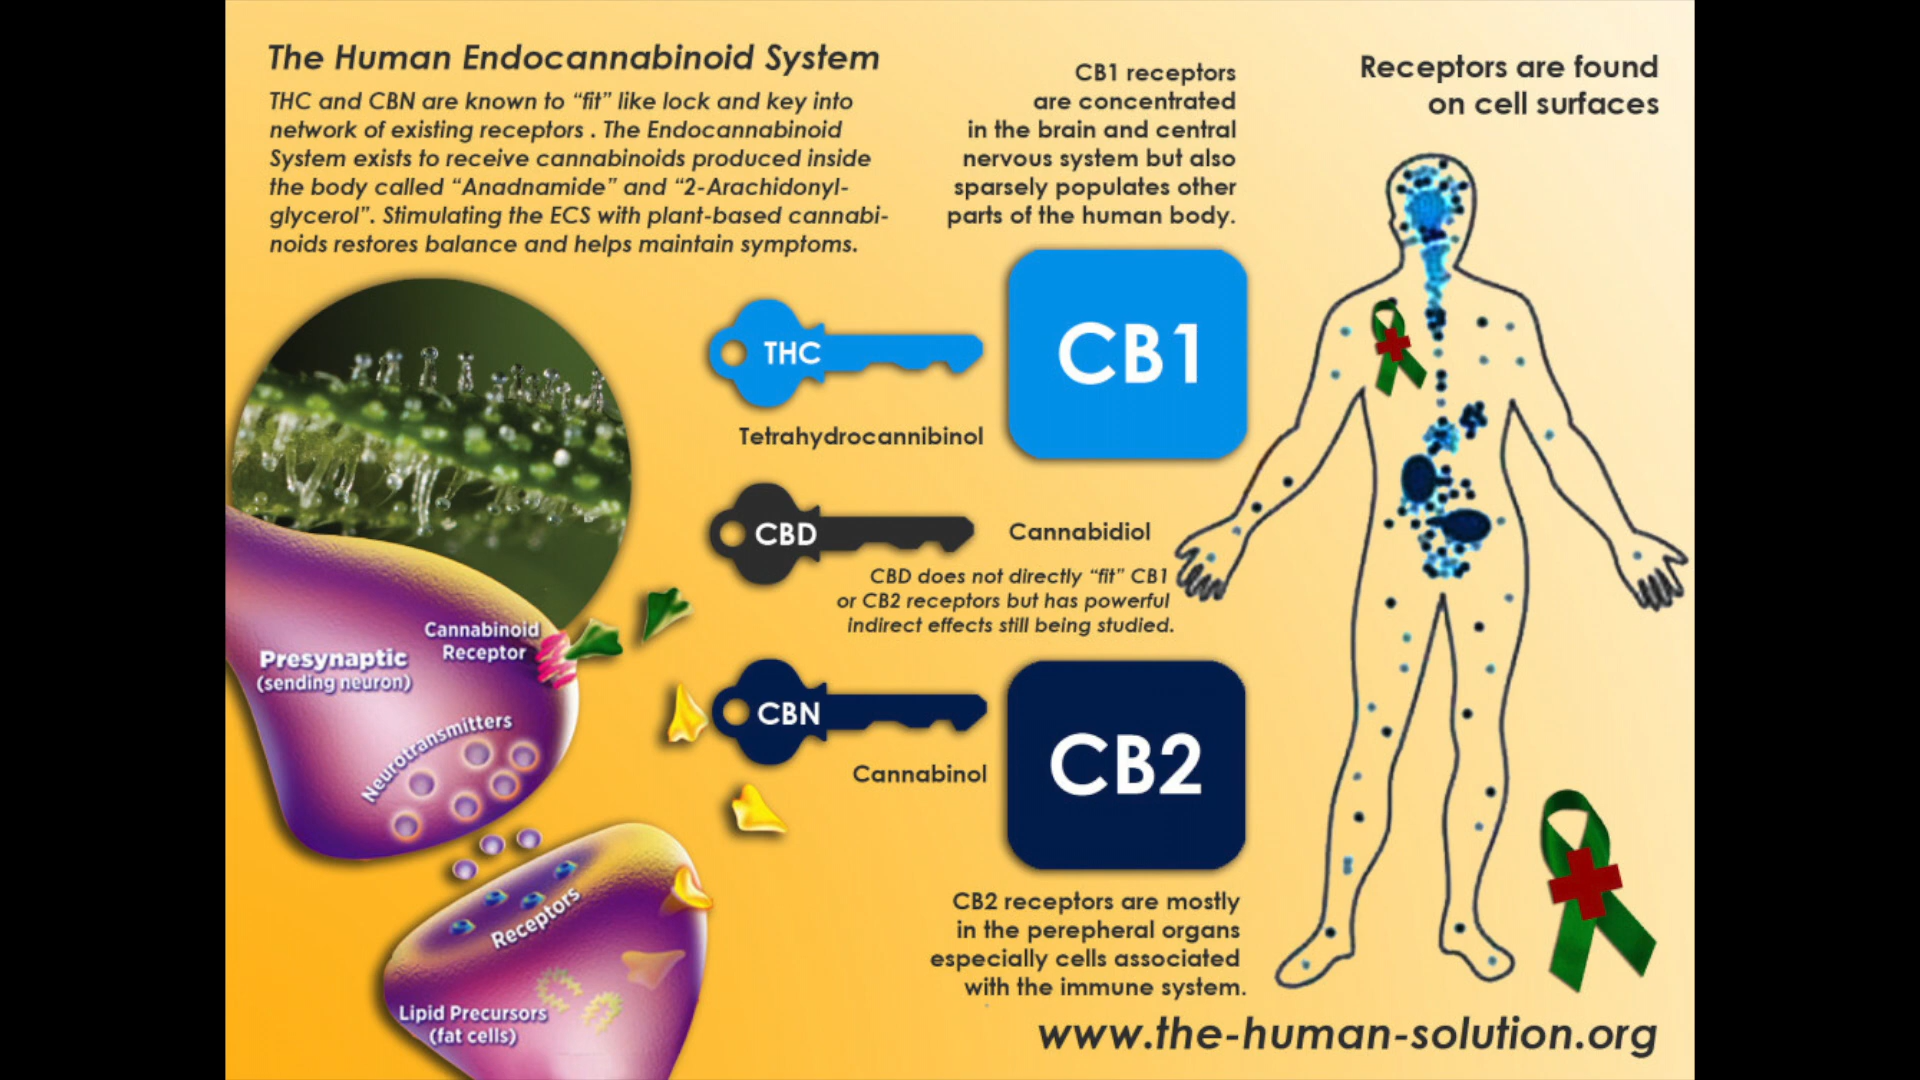 The Human Endocannabinoid System
THC and CBN are known to “fit” like lock and key into
network of existing receptors . The Endocannabinoid
System exists to receive cannabinoids produced inside
the body called “Anadnamide” and “2-Arachidonyl-
glycerol”. Stimulating the ECS with plant-based cannabi-
noids restores balance and helps maintain symptoms.
CB1 receptors
are concentrated
in the brain and central
nervous system but also
sparsely populates other
parts of the human body.
Receptors are found
on cell surfaces
THC
CB1
Tetrahydrocannibinol
CBD
Cannabidiol
CBD does not directly “fit” CB1
or CB2 receptors but has powerful
indirect effects still being studied.
Cannabinoid
Receptor
Presynaptic
(sending neuron)
Neurotransmitters
CBN
CB2
Cannabinol
CB2 receptors are mostly
in the perepheral organs
especially cells associated
with the immune system.
Receptors
Lipid Precursors
(fat cells)
www.the-human-solution.org